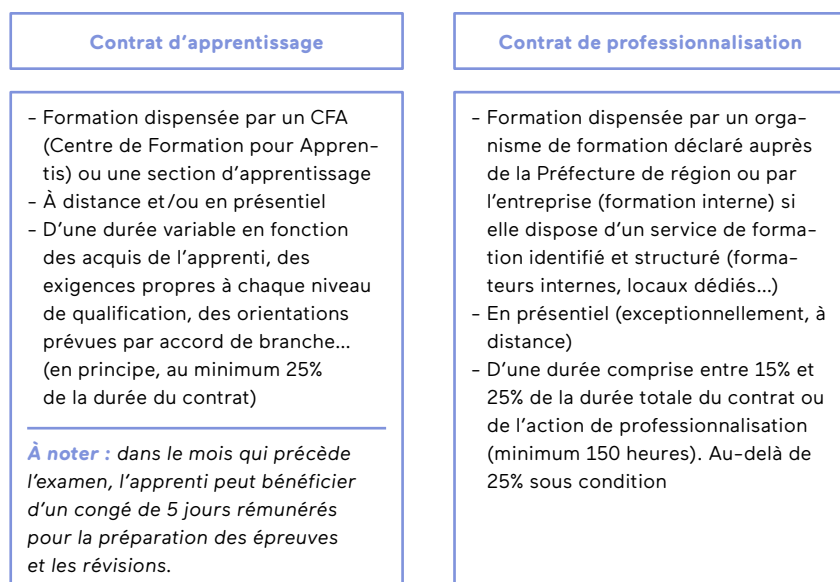 Contrat d'apprentissage
– Formation dispensée par un CFA
(Centre de Formation pour Appren-
tis) ou une section d'apprentissage
– À distance et/ou en présentiel
– D'une durée variable en fonction
des acquis de l'apprenti, des
exigences propres à chaque niveau
de qualification, des orientations
prévues par accord de branche...
(en principe, au minimum 25%
de la durée du contrat)
À noter : dans le mois qui précède
l'examen, l'apprenti peut bénéficier
d'un congé de 5 jours rémunérés
pour la préparation des épreuves
et les révisions.
Contrat de professionnalisation
– Formation dispensée par un orga-
nisme de formation déclaré auprès
de la Préfecture de région ou par
l'entreprise (formation interne) si
elle dispose d'un service de forma-
tion identifié et structuré (forma-
teurs internes, locaux dédiés...)
– En présentiel (exceptionnellement, à
distance)
– D'une durée comprise entre 15% et
25% de la durée totale du contrat ou
de l'action de professionnalisation
(minimum 150 heures). Au-delà de
25% sous condition